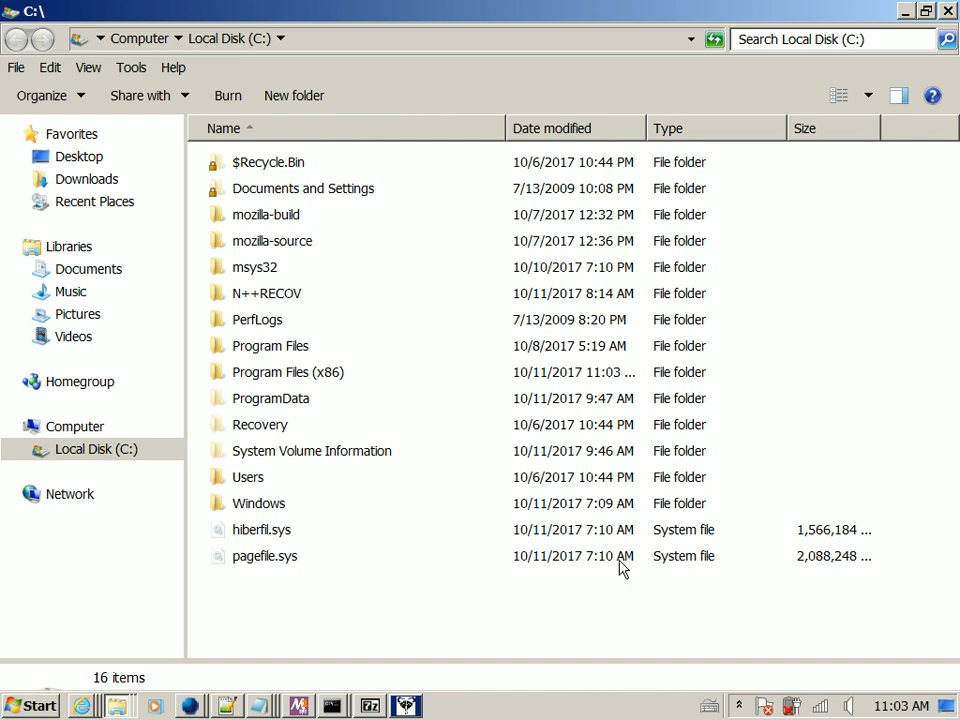 C:\
Computer Local Disk (C:) Search Local Disk (C:)
File Edit View Tools Help
Organize Share with Burn New folder
Favorites
Desktop
Downloads
Recent Places
Libraries
Documents
Music
Pictures
Videos
Homegroup
Computer
Local Disk (C:)
Network
Name Date modified Type Size
$Recycle.Bin 10/6/2017 10:44 PM File folder
Documents and Settings 7/13/2009 10:08 PM File folder
mozilla-build 10/7/2017 12:32 PM File folder
mozilla-source 10/7/2017 12:36 PM File folder
msys32 10/10/2017 7:10 PM File folder
N++RECOV 10/11/2017 8:14 AM File folder
PerfLogs 7/13/2009 8:20 PM File folder
Program Files 10/8/2017 5:19 AM File folder
Program Files (x86) 10/11/2017 11:03 ... File folder
ProgramData 10/11/2017 9:47 AM File folder
Recovery 10/6/2017 10:44 PM File folder
System Volume Information 10/11/2017 9:46 AM File folder
Users 10/6/2017 10:44 PM File folder
Windows 10/11/2017 7:09 AM File folder
hiberfil.sys 10/11/2017 7:10 AM System file 1,566,184 ...
pagefile.sys 10/11/2017 7:10 AM System file 2,088,248 ...
16 items
Start 11:03 AM